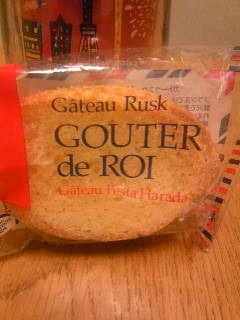 Gâteau Rusk
GOUTER
de ROI
Gâteau Festa Harada